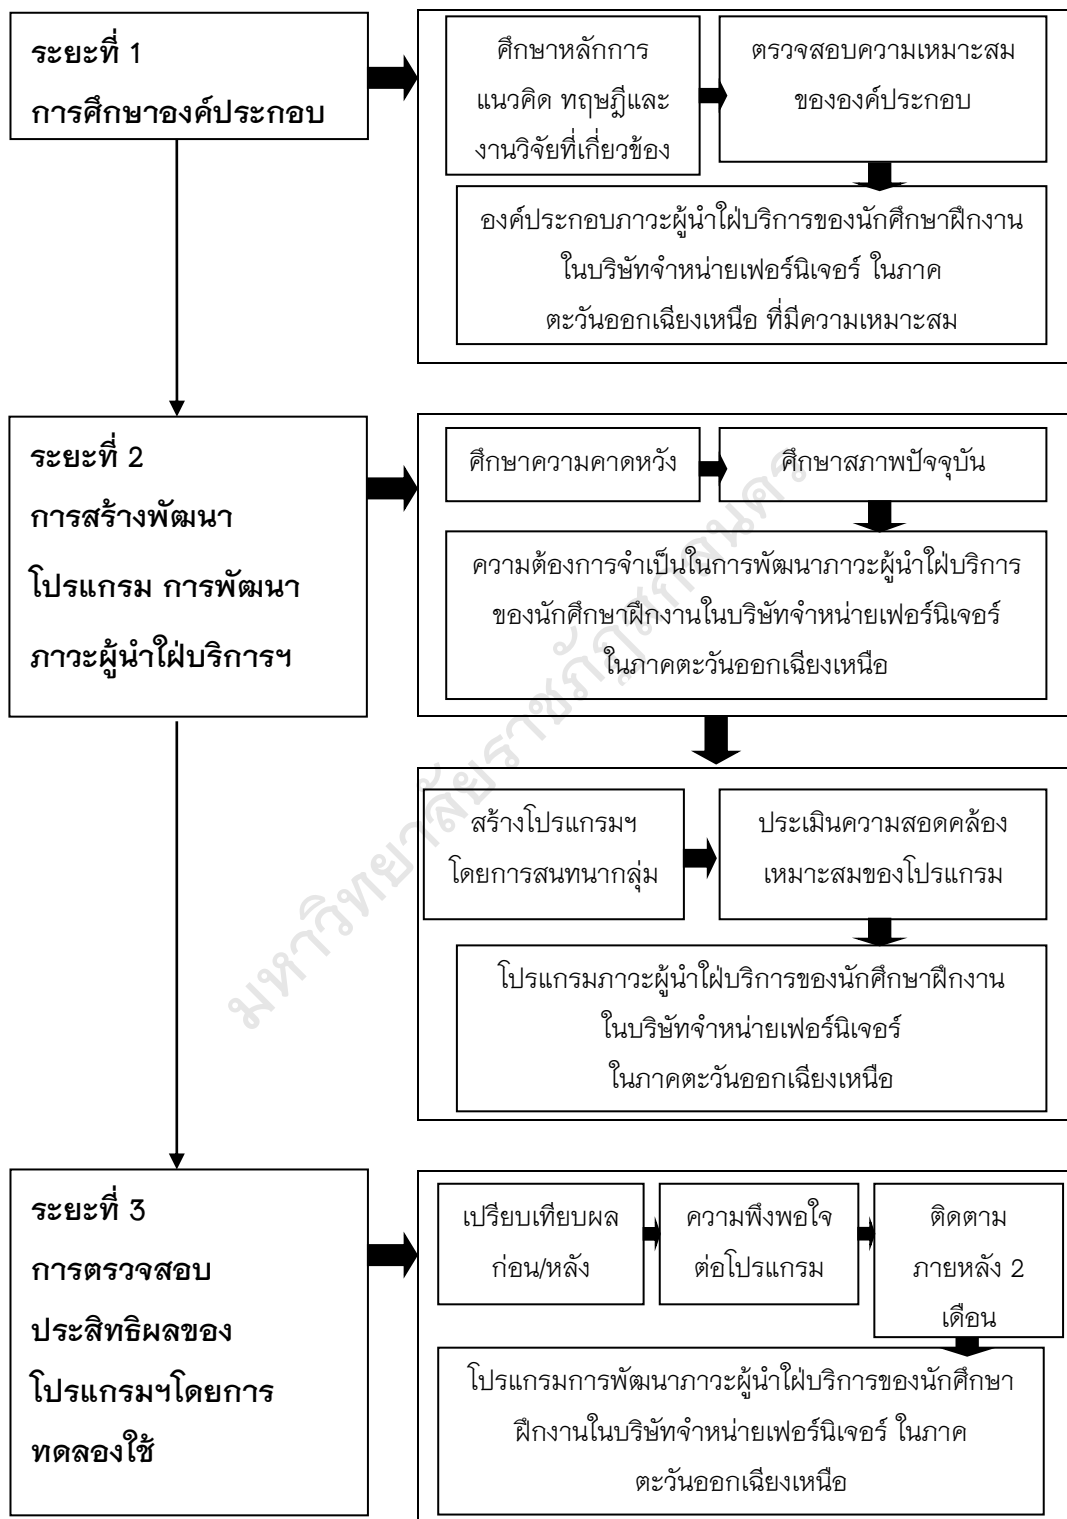 ระยะที่ 1
การศึกษาองค์ประกอบ
ศึกษาหลักการ
แนวคิด ทฤษฎีและ
งานวิจัยที่เกี่ยวข้อง
ตรวจสอบความเหมาะสม
ขององค์ประกอบ
องค์ประกอบภาวะผู้นำใฝ่บริการของนักศึกษาฝึกงาน
ในบริษัทจำหน่ายเฟอร์นิเจอร์ ในภาค
ตะวันออกเฉียงเหนือ ที่มีความเหมาะสม
ระยะที่ 2
การสร้างพัฒนา
โปรแกรม การพัฒนา
ภาวะผู้นำใฝ่บริการฯ
ศึกษาความคาดหวัง
ศึกษาสภาพปัจจุบัน
ความต้องการจำเป็นในการพัฒนาภาวะผู้นำใฝ่บริการ
ของนักศึกษาฝึกงานในบริษัทจำหน่ายเฟอร์นิเจอร์
ในภาคตะวันออกเฉียงเหนือ
สร้างโปรแกรมฯ
โดยการสนทนากลุ่ม
ประเมินความสอดคล้อง
เหมาะสมของโปรแกรม
โปรแกรมภาวะผู้นำใฝ่บริการของนักศึกษาฝึกงาน
ในบริษัทจำหน่ายเฟอร์นิเจอร์
ในภาคตะวันออกเฉียงเหนือ
ระยะที่ 3
การตรวจสอบ
ประสิทธิผลของ
โปรแกรมฯโดยการ
ทดลองใช้
เปรียบเทียบผล
ก่อน/หลัง
ความพึงพอใจ
ต่อโปรแกรม
ติดตาม
ภายหลัง 2
เดือน
โปรแกรมการพัฒนาภาวะผู้นำใฝ่บริการของนักศึกษา
ฝึกงานในบริษัทจำหน่ายเฟอร์นิเจอร์ ในภาค
ตะวันออกเฉียงเหนือ
มหาวิทยาลัยราชภัฏสกลนคร